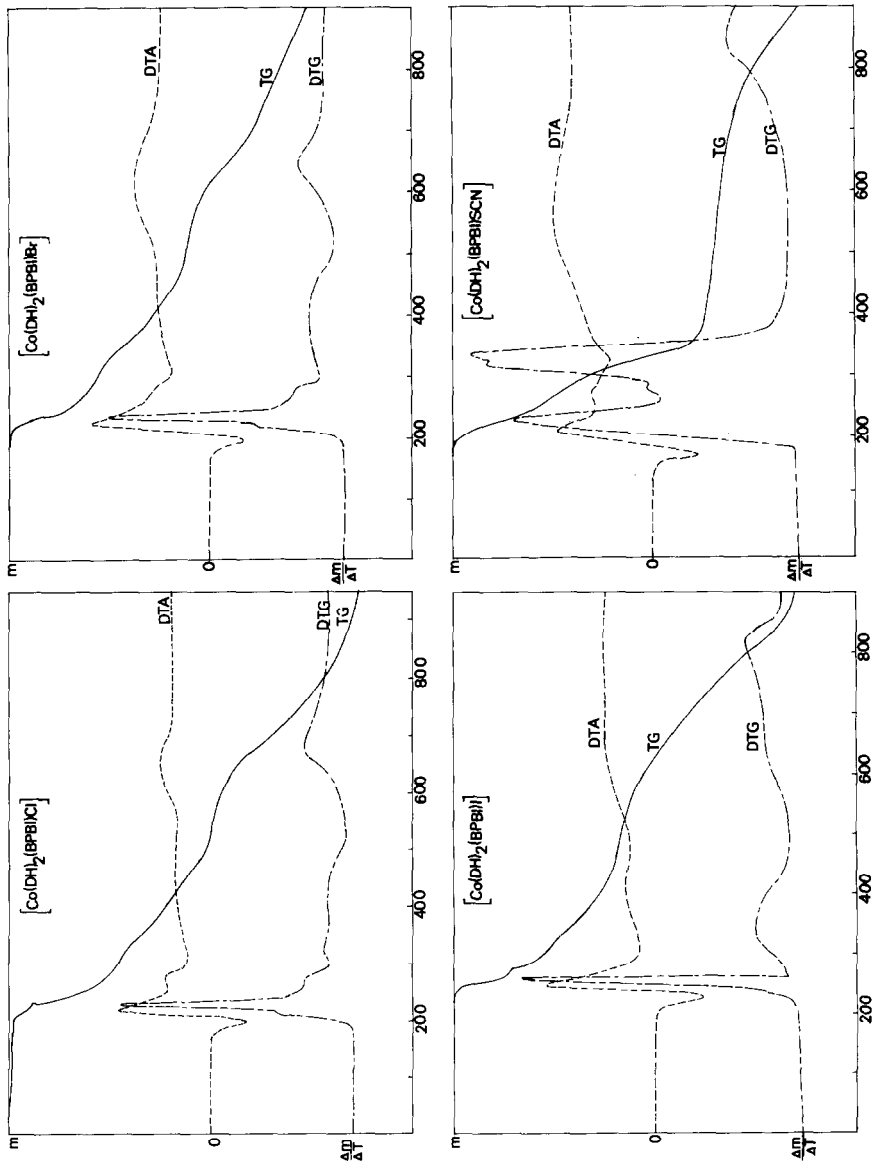 [Co(DH)2(BPBI)Cl]
m
0
Δm
ΔT
DTA
DTG
TG
200
400
600
800
[Co(DH)2(BPBI)Br]
m
0
Δm
ΔT
DTA
TG
DTG
200
400
600
800
[Co(DH)2(BPBI)I]
m
0
Δm
ΔT
DTA
TG
DTG
200
400
600
800
[Co(DH)2(BPBI)SCN]
m
0
Δm
ΔT
DTA
TG
DTG
200
400
600
800